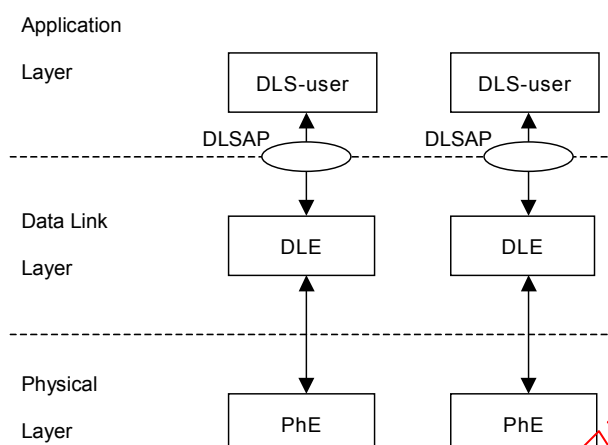 Application
Layer
DLS-user DLS-user
DLSAP DLSAP
Data Link
Layer
DLE DLE
Physical
Layer
PhE PhE